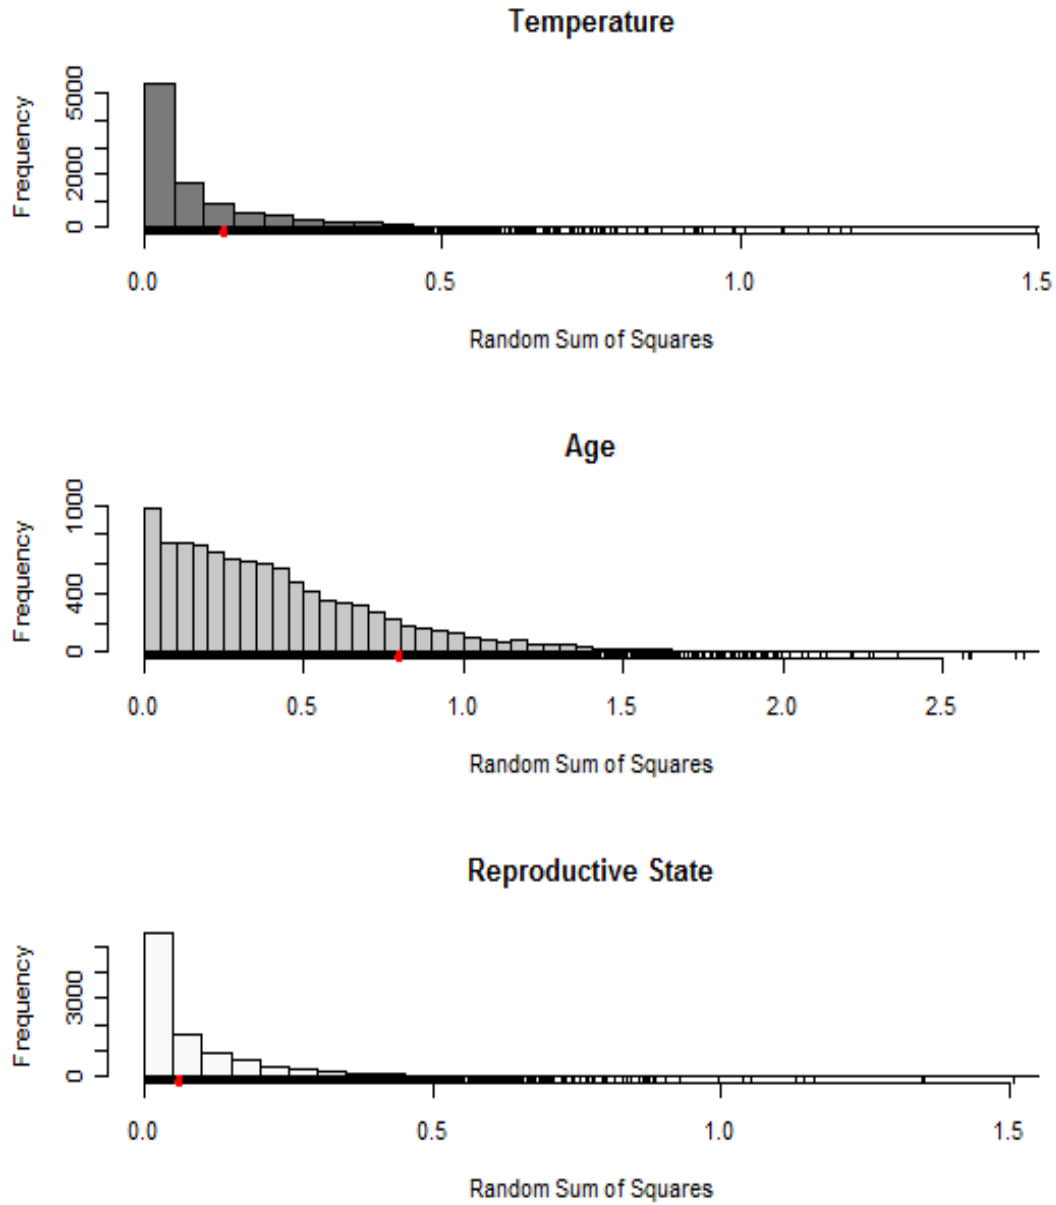 Temperature
Frequency
5000
2000
0
0.0 0.5 1.0 1.5
Random Sum of Squares
Age
Frequency
1000
400
0
0.0 0.5 1.0 1.5 2.0 2.5
Random Sum of Squares
Reproductive State
Frequency
3000
0
0.0 0.5 1.0 1.5
Random Sum of Squares